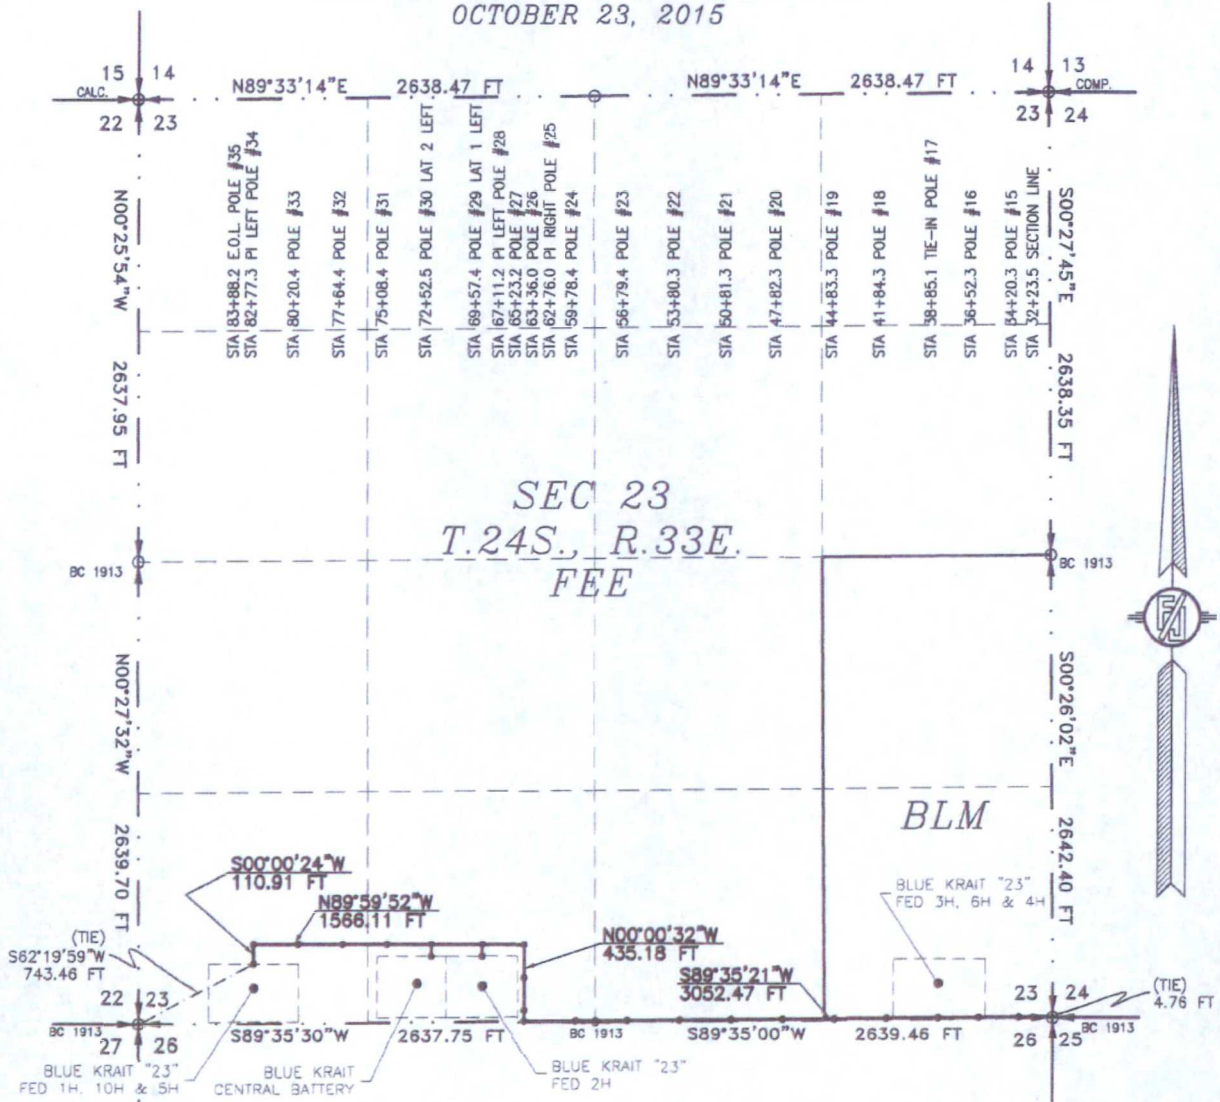 OCTOBER 23, 2015
15 14
CALC.
22 23
N89°33'14"E 2638.47 FT
N89°33'14"E 2638.47 FT
14 13
COMP.
23 24
N00°25'54"W 2637.95 FT
STA 83+88.2 E.O.L. POLE #35
STA 82+77.3 PI LEFT POLE #34
STA 80+20.4 POLE #33
STA 77+64.4 POLE #32
STA 75+08.4 POLE #31
STA 72+52.5 POLE #30 LAT 2 LEFT
STA 69+57.4 POLE #29 LAT 1 LEFT
STA 67+11.2 PI LEFT POLE #28
STA 65+23.2 POLE #27
STA 63+36.0 POLE #26
STA 62+76.0 PI RIGHT POLE #25
STA 59+78.4 POLE #24
STA 56+79.4 POLE #23
STA 53+80.3 POLE #22
STA 50+81.3 POLE #21
STA 47+82.3 POLE #20
STA 44+83.3 POLE #19
STA 41+84.3 POLE #18
STA 38+85.1 TIE-IN POLE #17
STA 36+52.3 POLE #16
STA 34+20.3 POLE #15
STA 32+23.5 SECTION LINE
S00°27'45"E 2638.35 FT
SEC 23
T.24S., R.33E.
FEE
BC 1913
BC 1913
N00°27'32"W 2639.70 FT
S00°26'02"E 2642.40 FT
BLM
S00°00'24"W
110.91 FT
N89°59'52"W
1566.11 FT
BLUE KRAIT "23"
FED 3H, 6H & 4H
(TIE)
S62°19'59"W
743.46 FT
N00°00'32"W
435.18 FT
S89°35'21"W
3052.47 FT
22 23
BC 1913
27 26
S89°35'30"W 2637.75 FT
BC 1913
S89°35'00"W 2639.46 FT
23 24
(TIE)
4.76 FT
BC 1913
26 25
BLUE KRAIT "23"
FED 1H, 10H & 5H
BLUE KRAIT
CENTRAL BATTERY
BLUE KRAIT "23"
FED 2H